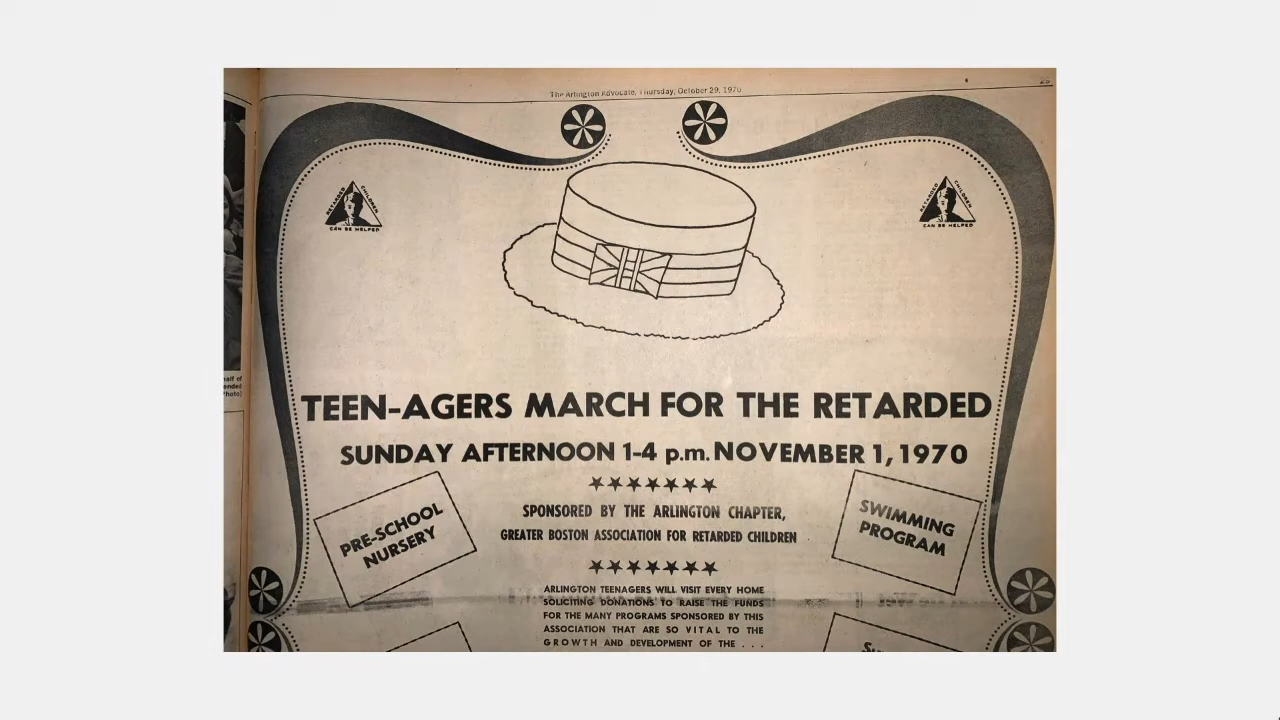 The Arlington Advocate, Thursday, October 29, 1970
RETARDED CHILDREN
CAN BE HELPED
RETARDED CHILDREN
CAN BE HELPED
half of
ended
Photo)
TEEN-AGERS MARCH FOR THE RETARDED
SUNDAY AFTERNOON 1-4 p.m. NOVEMBER 1, 1970
PRE-SCHOOL
NURSERY
SPONSORED BY THE ARLINGTON CHAPTER,
GREATER BOSTON ASSOCIATION FOR RETARDED CHILDREN
SWIMMING
PROGRAM
ARLINGTON TEENAGERS WILL VISIT EVERY HOME
SOLICITING DONATIONS TO RAISE THE FUNDS
FOR THE MANY PROGRAMS SPONSORED BY THIS
ASSOCIATION THAT ARE SO VITAL TO THE
GROWTH AND DEVELOPMENT OF THE . . .